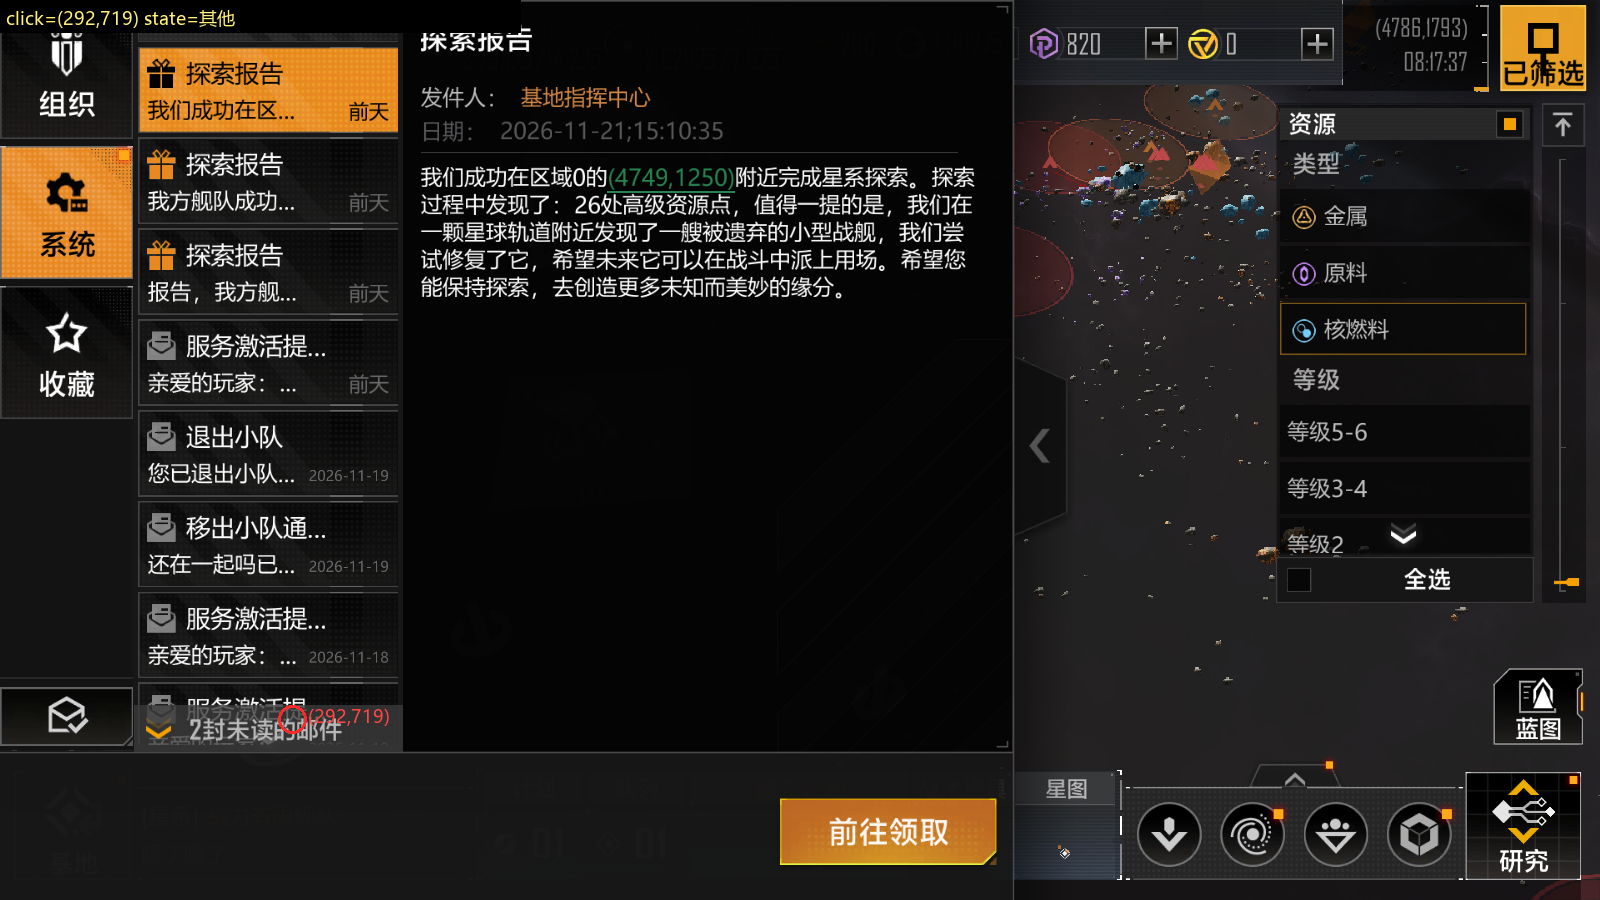 click=(292,719) state=其他
组织
系统
收藏
探索报告
我们成功在区... 前天
探索报告
我方舰队成功... 前天
探索报告
报告，我方舰... 前天
服务激活提...
亲爱的玩家：... 前天
退出小队
您已退出小队... 2026-11-19
移出小队通...
还在一起吗已... 2026-11-19
服务激活提...
亲爱的玩家：... 2026-11-18
服务激活提
2封未读的邮件
(292,719)
探索报告
发件人： 基地指挥中心
日期： 2026-11-21;15:10:35
我们成功在区域0的(4749,1250)附近完成星系探索。探索
过程中发现了：26处高级资源点，值得一提的是，我们在
一颗星球轨道附近发现了一艘被遗弃的小型战舰，我们尝
试修复了它，希望未来它可以在战斗中派上用场。希望您
能保持探索，去创造更多未知而美妙的缘分。
前往领取
820
0
(4786,1793)
08:17:37
已筛选
资源
类型
金属
原料
核燃料
等级
等级5-6
等级3-4
等级2
全选
蓝图
星图
研究
基地